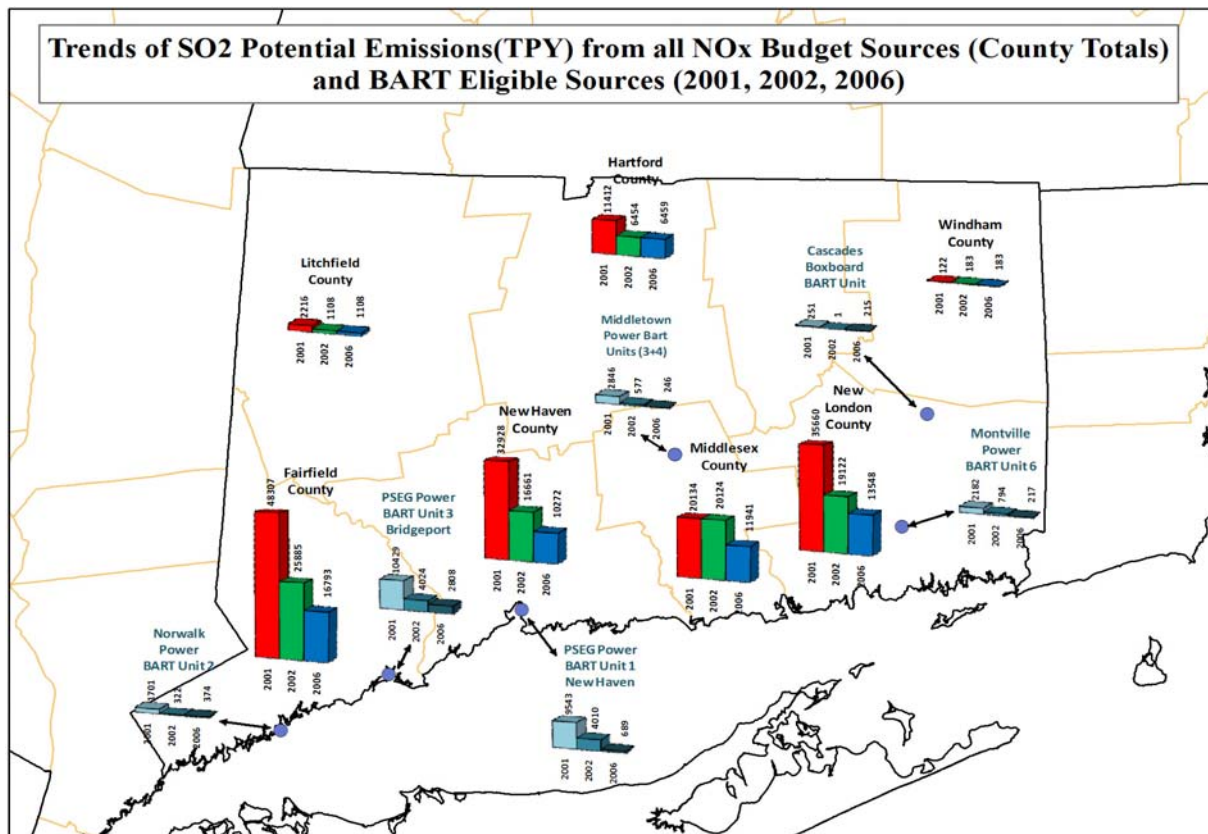 Trends of SO2 Potential Emissions(TPY) from all NOx Budget Sources (County Totals)
and BART Eligible Sources (2001, 2002, 2006)
Hartford
County
11412
6454
6459
2001
2002
2006
Windham
County
122
183
183
2001
2002
2006
Cascades
Boxboard
BART Unit
251
1
215
2001
2002
2006
Litchfield
County
2216
1108
1108
2001
2002
2006
Middletown
Power Bart
Units (3+4)
2846
577
246
2001
2002
2006
New Haven
County
32928
16661
10272
2001
2002
2006
New
London
County
35660
19122
13548
2001
2002
2006
Middlesex
County
20134
20124
11941
2001
2002
2006
Montville
Power
BART Unit 6
2182
794
217
2001
2002
2006
Fairfield
County
48307
25885
16793
2001
2002
2006
PSEG Power
BART Unit 3
Bridgeport
10429
4024
2808
2001
2002
2006
Norwalk
Power
BART Unit 2
1701
322
374
2001
2002
2006
PSEG Power
BART Unit 1
New Haven
9543
4010
689
2001
2002
2006